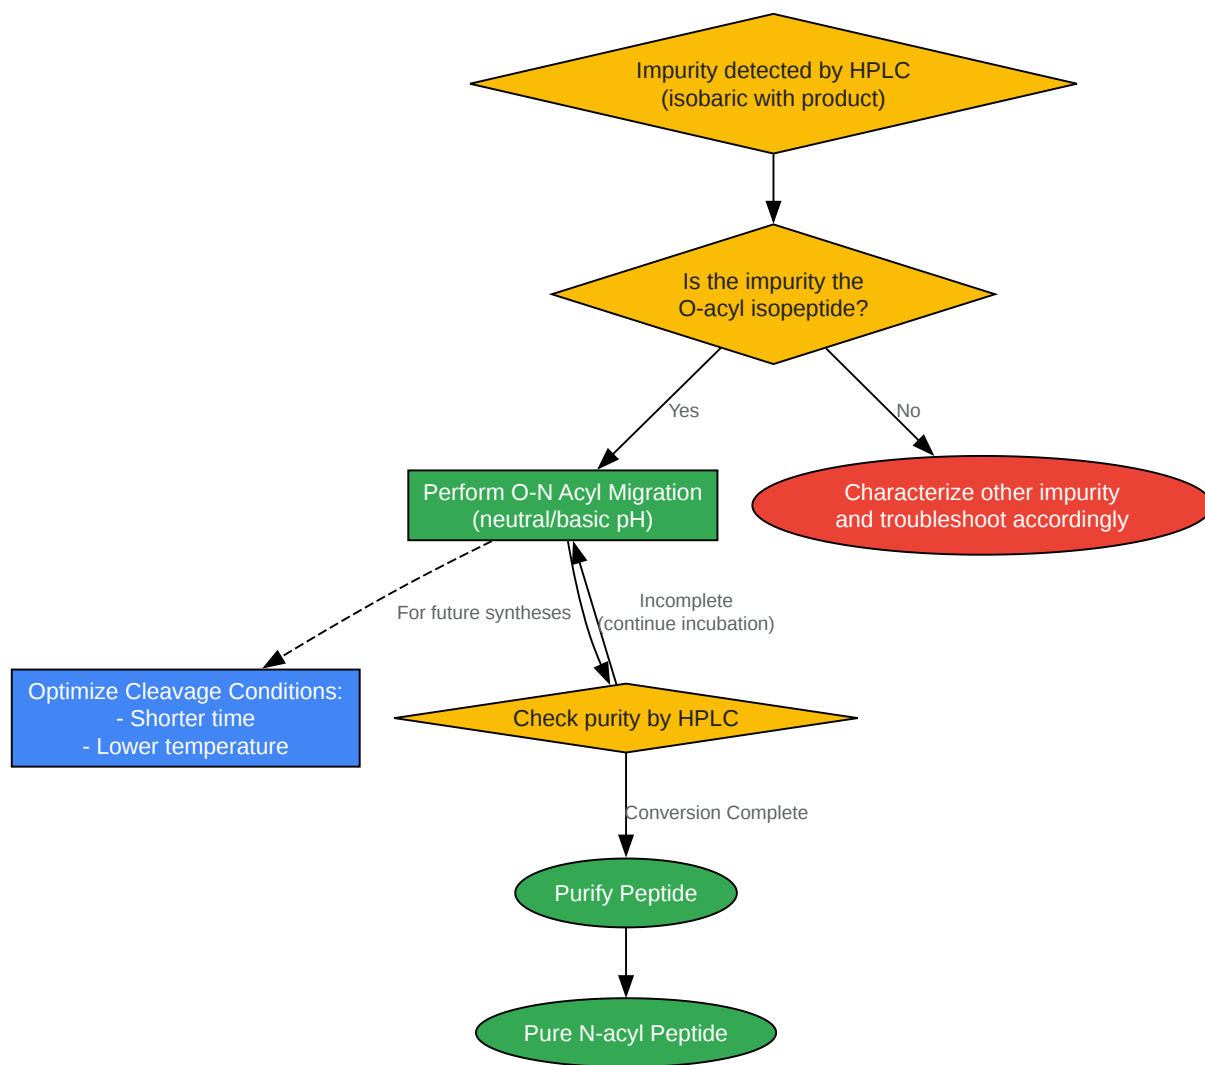 Impurity detected by HPLC
(isobaric with product)
Is the impurity the
O-acyl isopeptide?
Yes
No
Perform O-N Acyl Migration
(neutral/basic pH)
Characterize other impurity
and troubleshoot accordingly
For future syntheses
Incomplete
(continue incubation)
Optimize Cleavage Conditions:
- Shorter time
- Lower temperature
Check purity by HPLC
Conversion Complete
Purify Peptide
Pure N-acyl Peptide